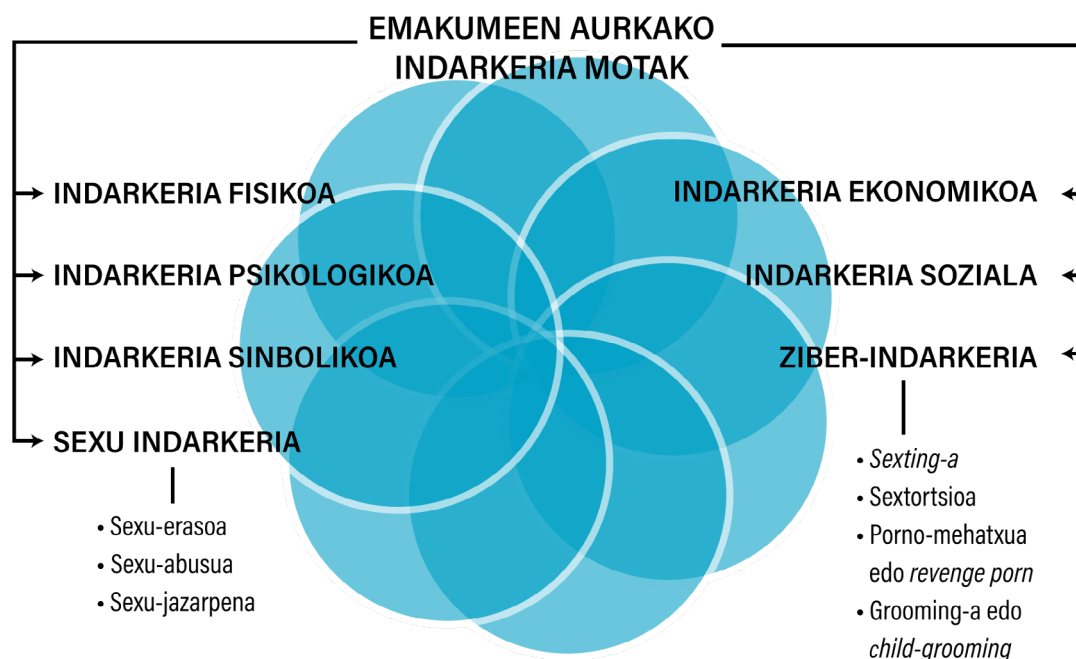 EMAKUMEEN AURKAKO
INDARKERIA MOTAK
INDARKERIA FISIKOA
INDARKERIA PSIKOLOGIKOA
INDARKERIA SINBOLIKOA
SEXU INDARKERIA
• Sexu-erasoa
• Sexu-abusua
• Sexu-jazarpena
INDARKERIA EKONOMIKOA
INDARKERIA SOZIALA
ZIBER-INDARKERIA
• Sexting-a
• Sextortsioa
• Porno-mehatxua
edo revenge porn
• Grooming-a edo
child-grooming